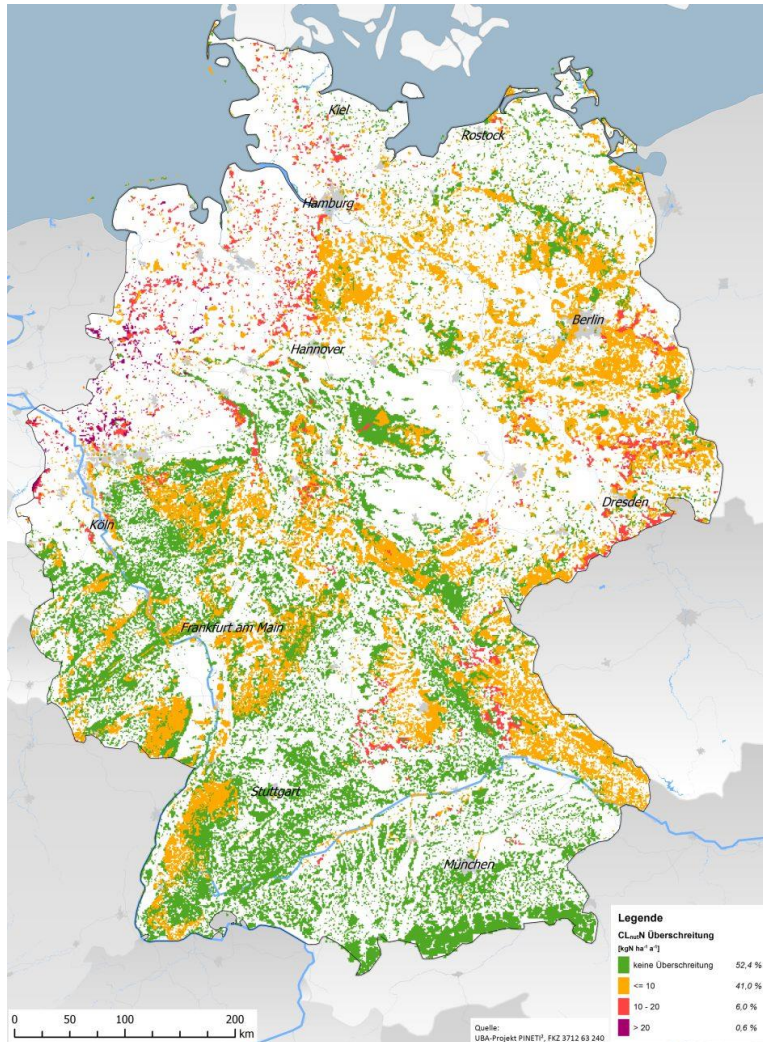 Kiel
Rostock
Hamburg
Berlin
Hannover
Dresden
Köln
Frankfurt am Main
Stuttgart
München
Legende
CLnutN Überschreitung
[kgN ha⁻¹ a⁻¹]
keine Überschreitung 52,4 %
<= 10 41,0 %
10 - 20 6,0 %
> 20 0,6 %
0 50 100 200
km
Quelle:
UBA-Projekt PINETI², FKZ 3712 63 240